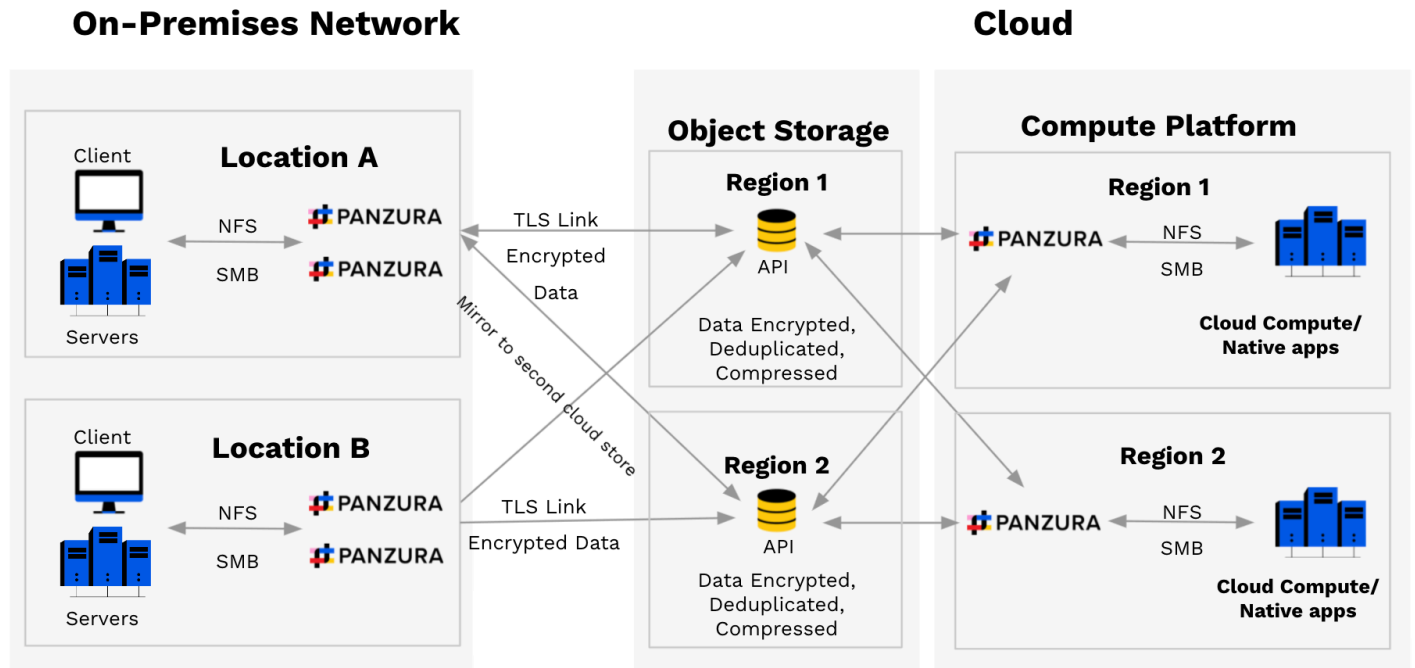 On-Premises Network
Cloud
Location A
Client
NFS
SMB
Servers
PANZURA
PANZURA
TLS Link
Encrypted
Data
Mirror to second cloud store
Location B
Client
NFS
SMB
Servers
PANZURA
PANZURA
TLS Link
Encrypted Data
Object Storage
Region 1
API
Data Encrypted,
Deduplicated,
Compressed
Region 2
API
Data Encrypted,
Deduplicated,
Compressed
Compute Platform
Region 1
PANZURA
NFS
SMB
Cloud Compute/
Native apps
Region 2
PANZURA
NFS
SMB
Cloud Compute/
Native apps